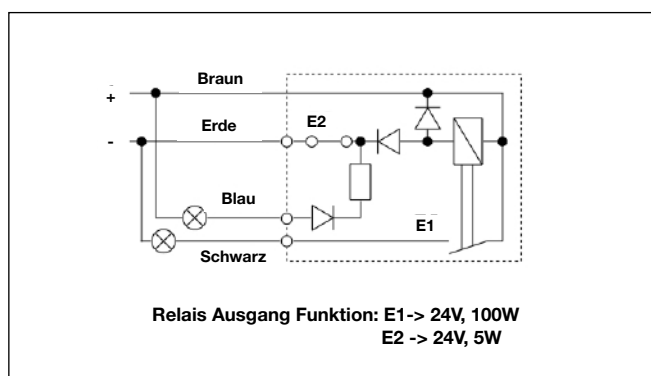 Braun
+
Erde
E2
-
Blau
E1
Schwarz
Relais Ausgang Funktion: E1-> 24V, 100W
E2 -> 24V, 5W